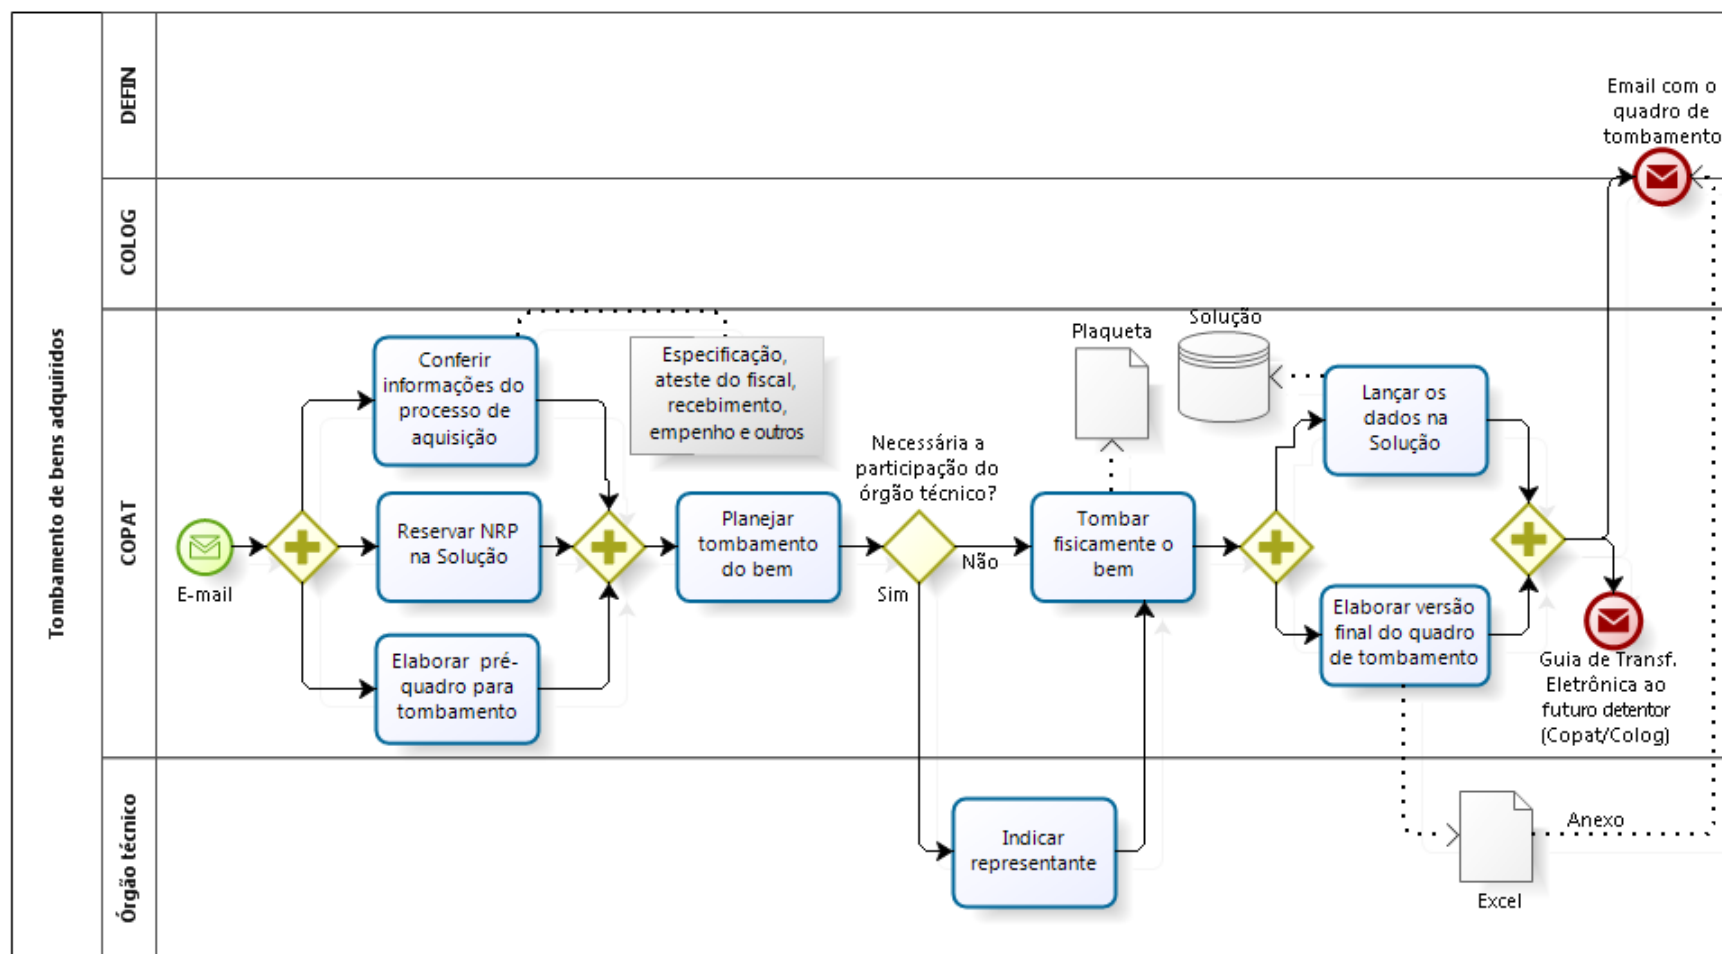 Tombamento de bens adquiridos
DEFIN
COLOG
COPAT
Órgão técnico
Email com o
quadro de
tombamento
E-mail
Conferir
informações do
processo de
aquisição
Especificação,
ateste do fiscal,
recebimento,
empenho e outros
Reservar NRP
na Solução
Elaborar pré-
quadro para
tombamento
Planejar
tombamento
do bem
Necessária a
participação do
órgão técnico?
Não
Sim
Indicar
representante
Plaqueta
Tombar
fisicamente o
bem
Solução
Lançar os
dados na
Solução
Elaborar versão
final do quadro
de tombamento
Guia de Transf.
Eletrônica ao
futuro detentor
(Copat/Colog)
Anexo
Excel